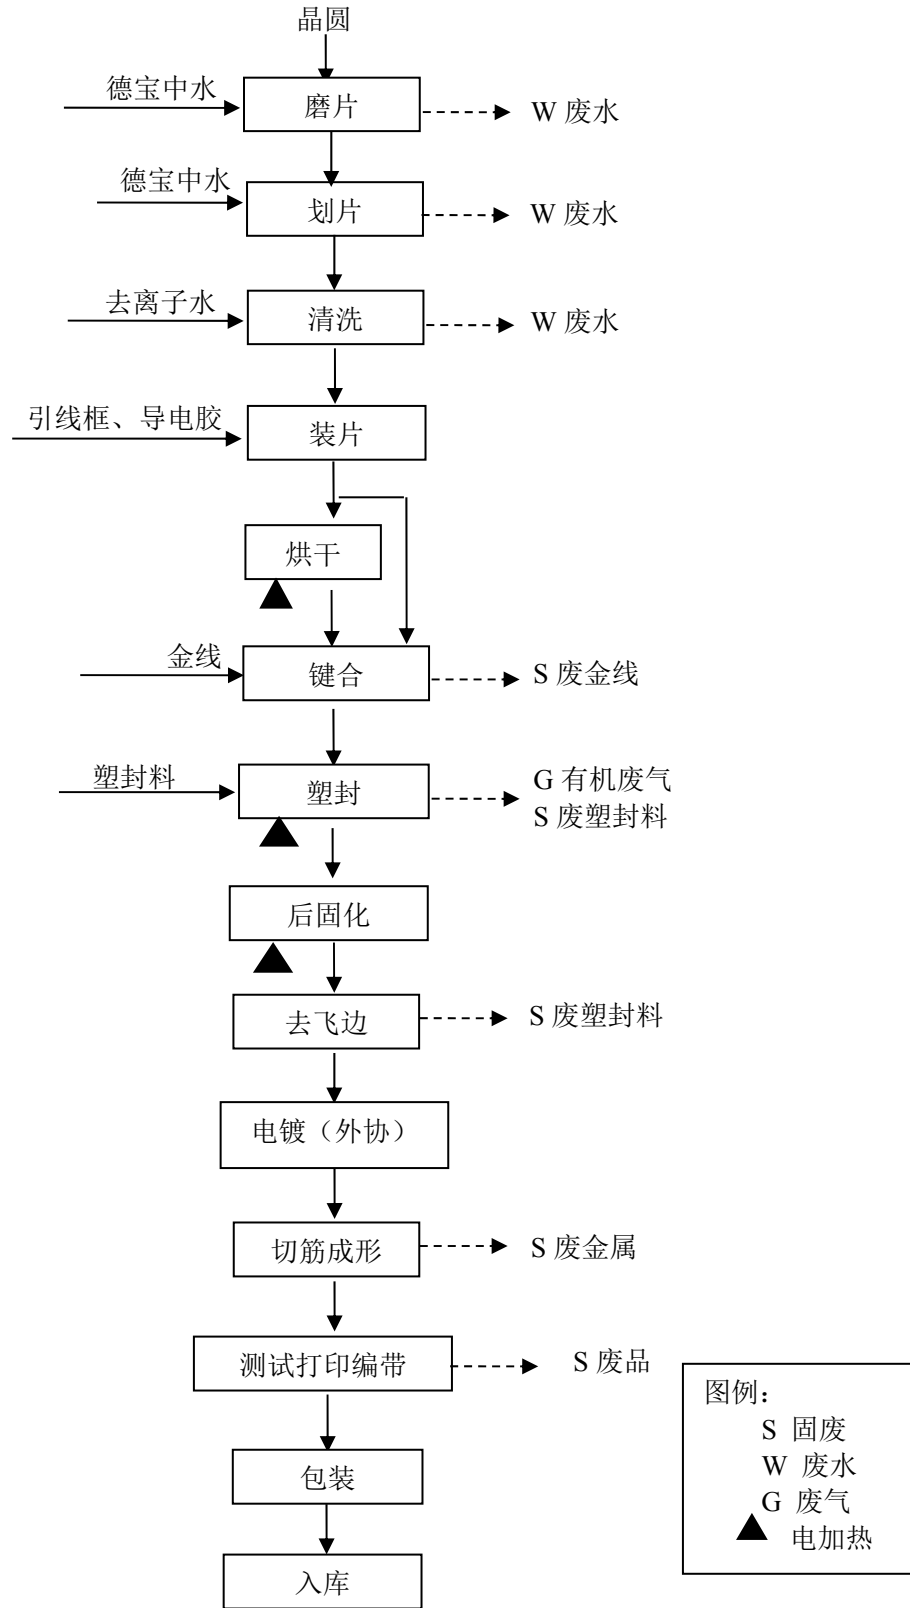 晶圆
德宝中水
磨片
W 废水
德宝中水
划片
W 废水
去离子水
清洗
W 废水
引线框、导电胶
装片
烘干
金线
键合
S 废金线
塑封料
塑封
G 有机废气
S 废塑封料
后固化
去飞边
S 废塑封料
电镀（外协）
切筋成形
S 废金属
测试打印编带
S 废品
包装
入库
图例：
S 固废
W 废水
G 废气
电加热